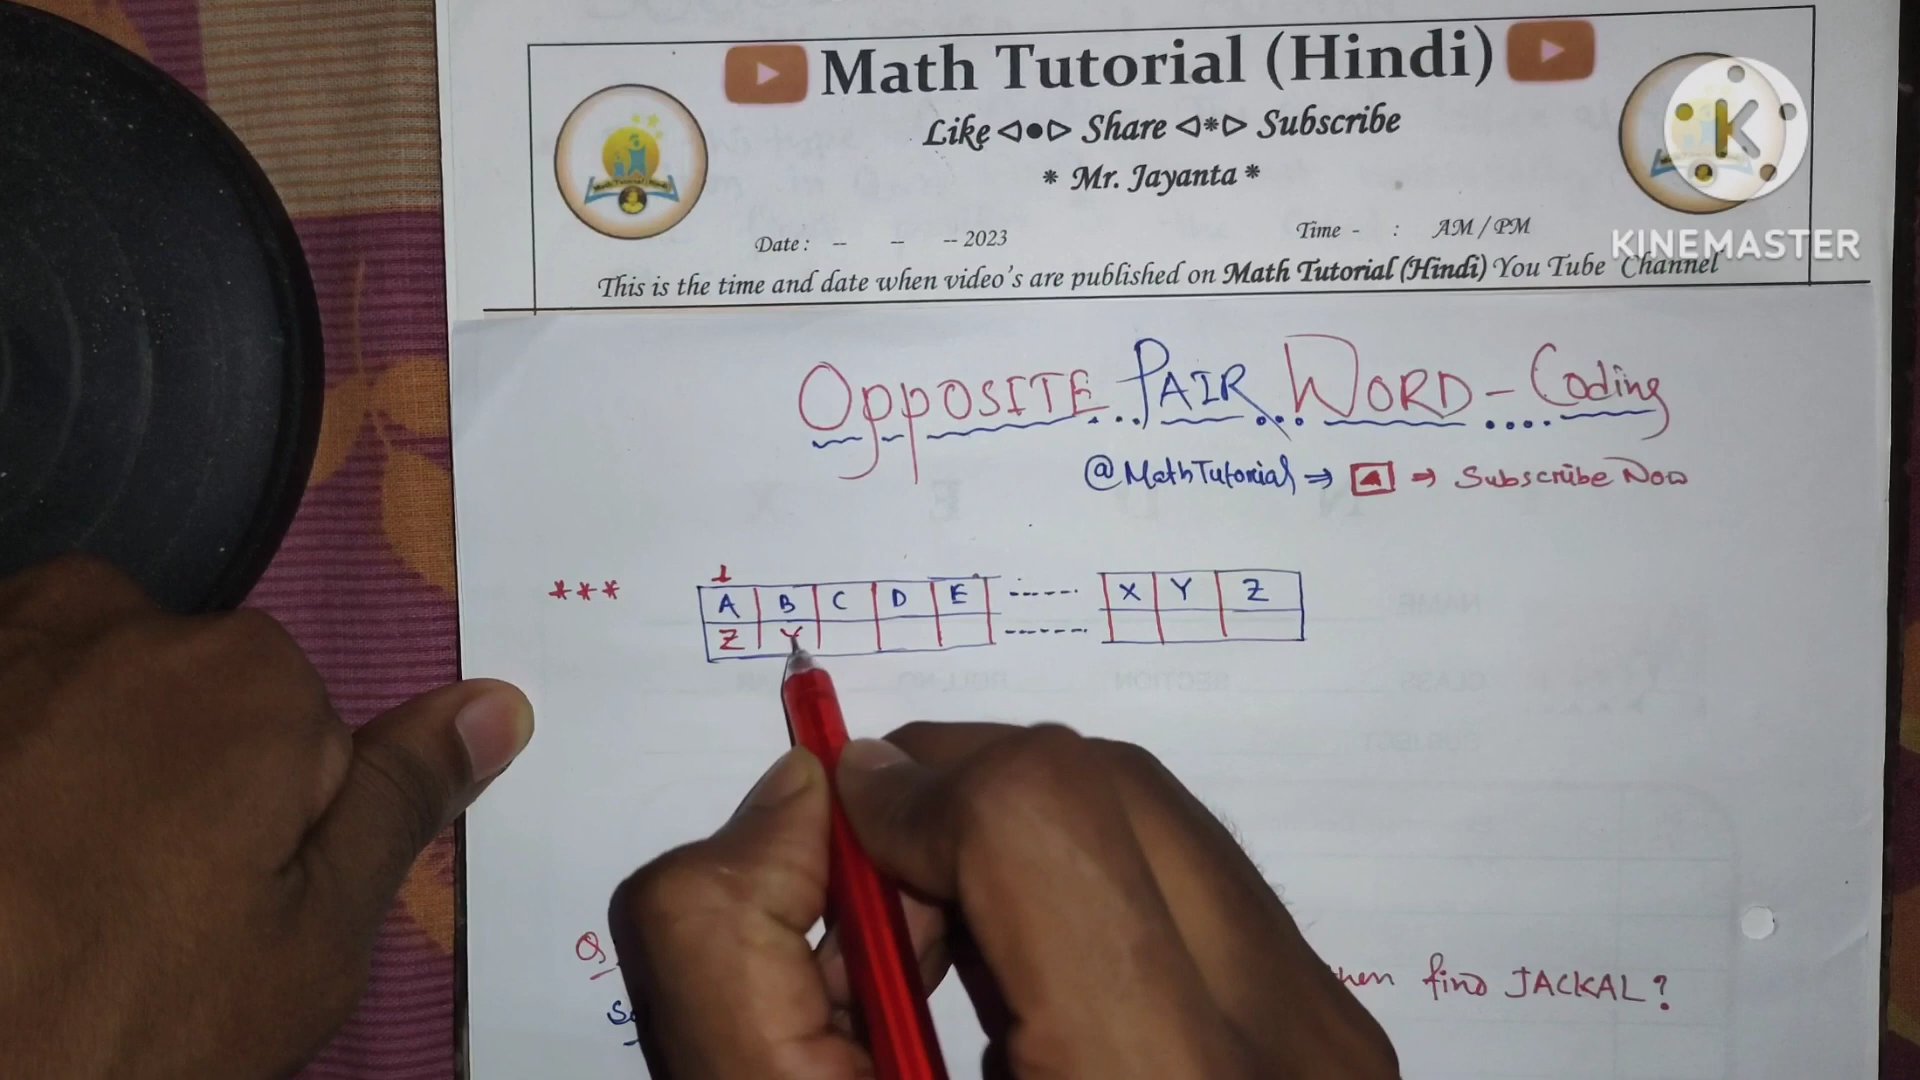 Math Tutorial (Hindi)
Like ◁●▷ Share ◁*▷ Subscribe
* Mr. Jayanta *
Date : -- -- -- 2023
Time - : AM / PM
This is the time and date when video's are published on Math Tutorial (Hindi) You Tube Channel
K
KINEMASTER
OPPOSITE PAIR WORD - Coding
@MathTutorial ⇒ ⇒ Subscribe Now
***
A B C D E ------ X Y Z
Z Y ------
Q
then find JACKAL?